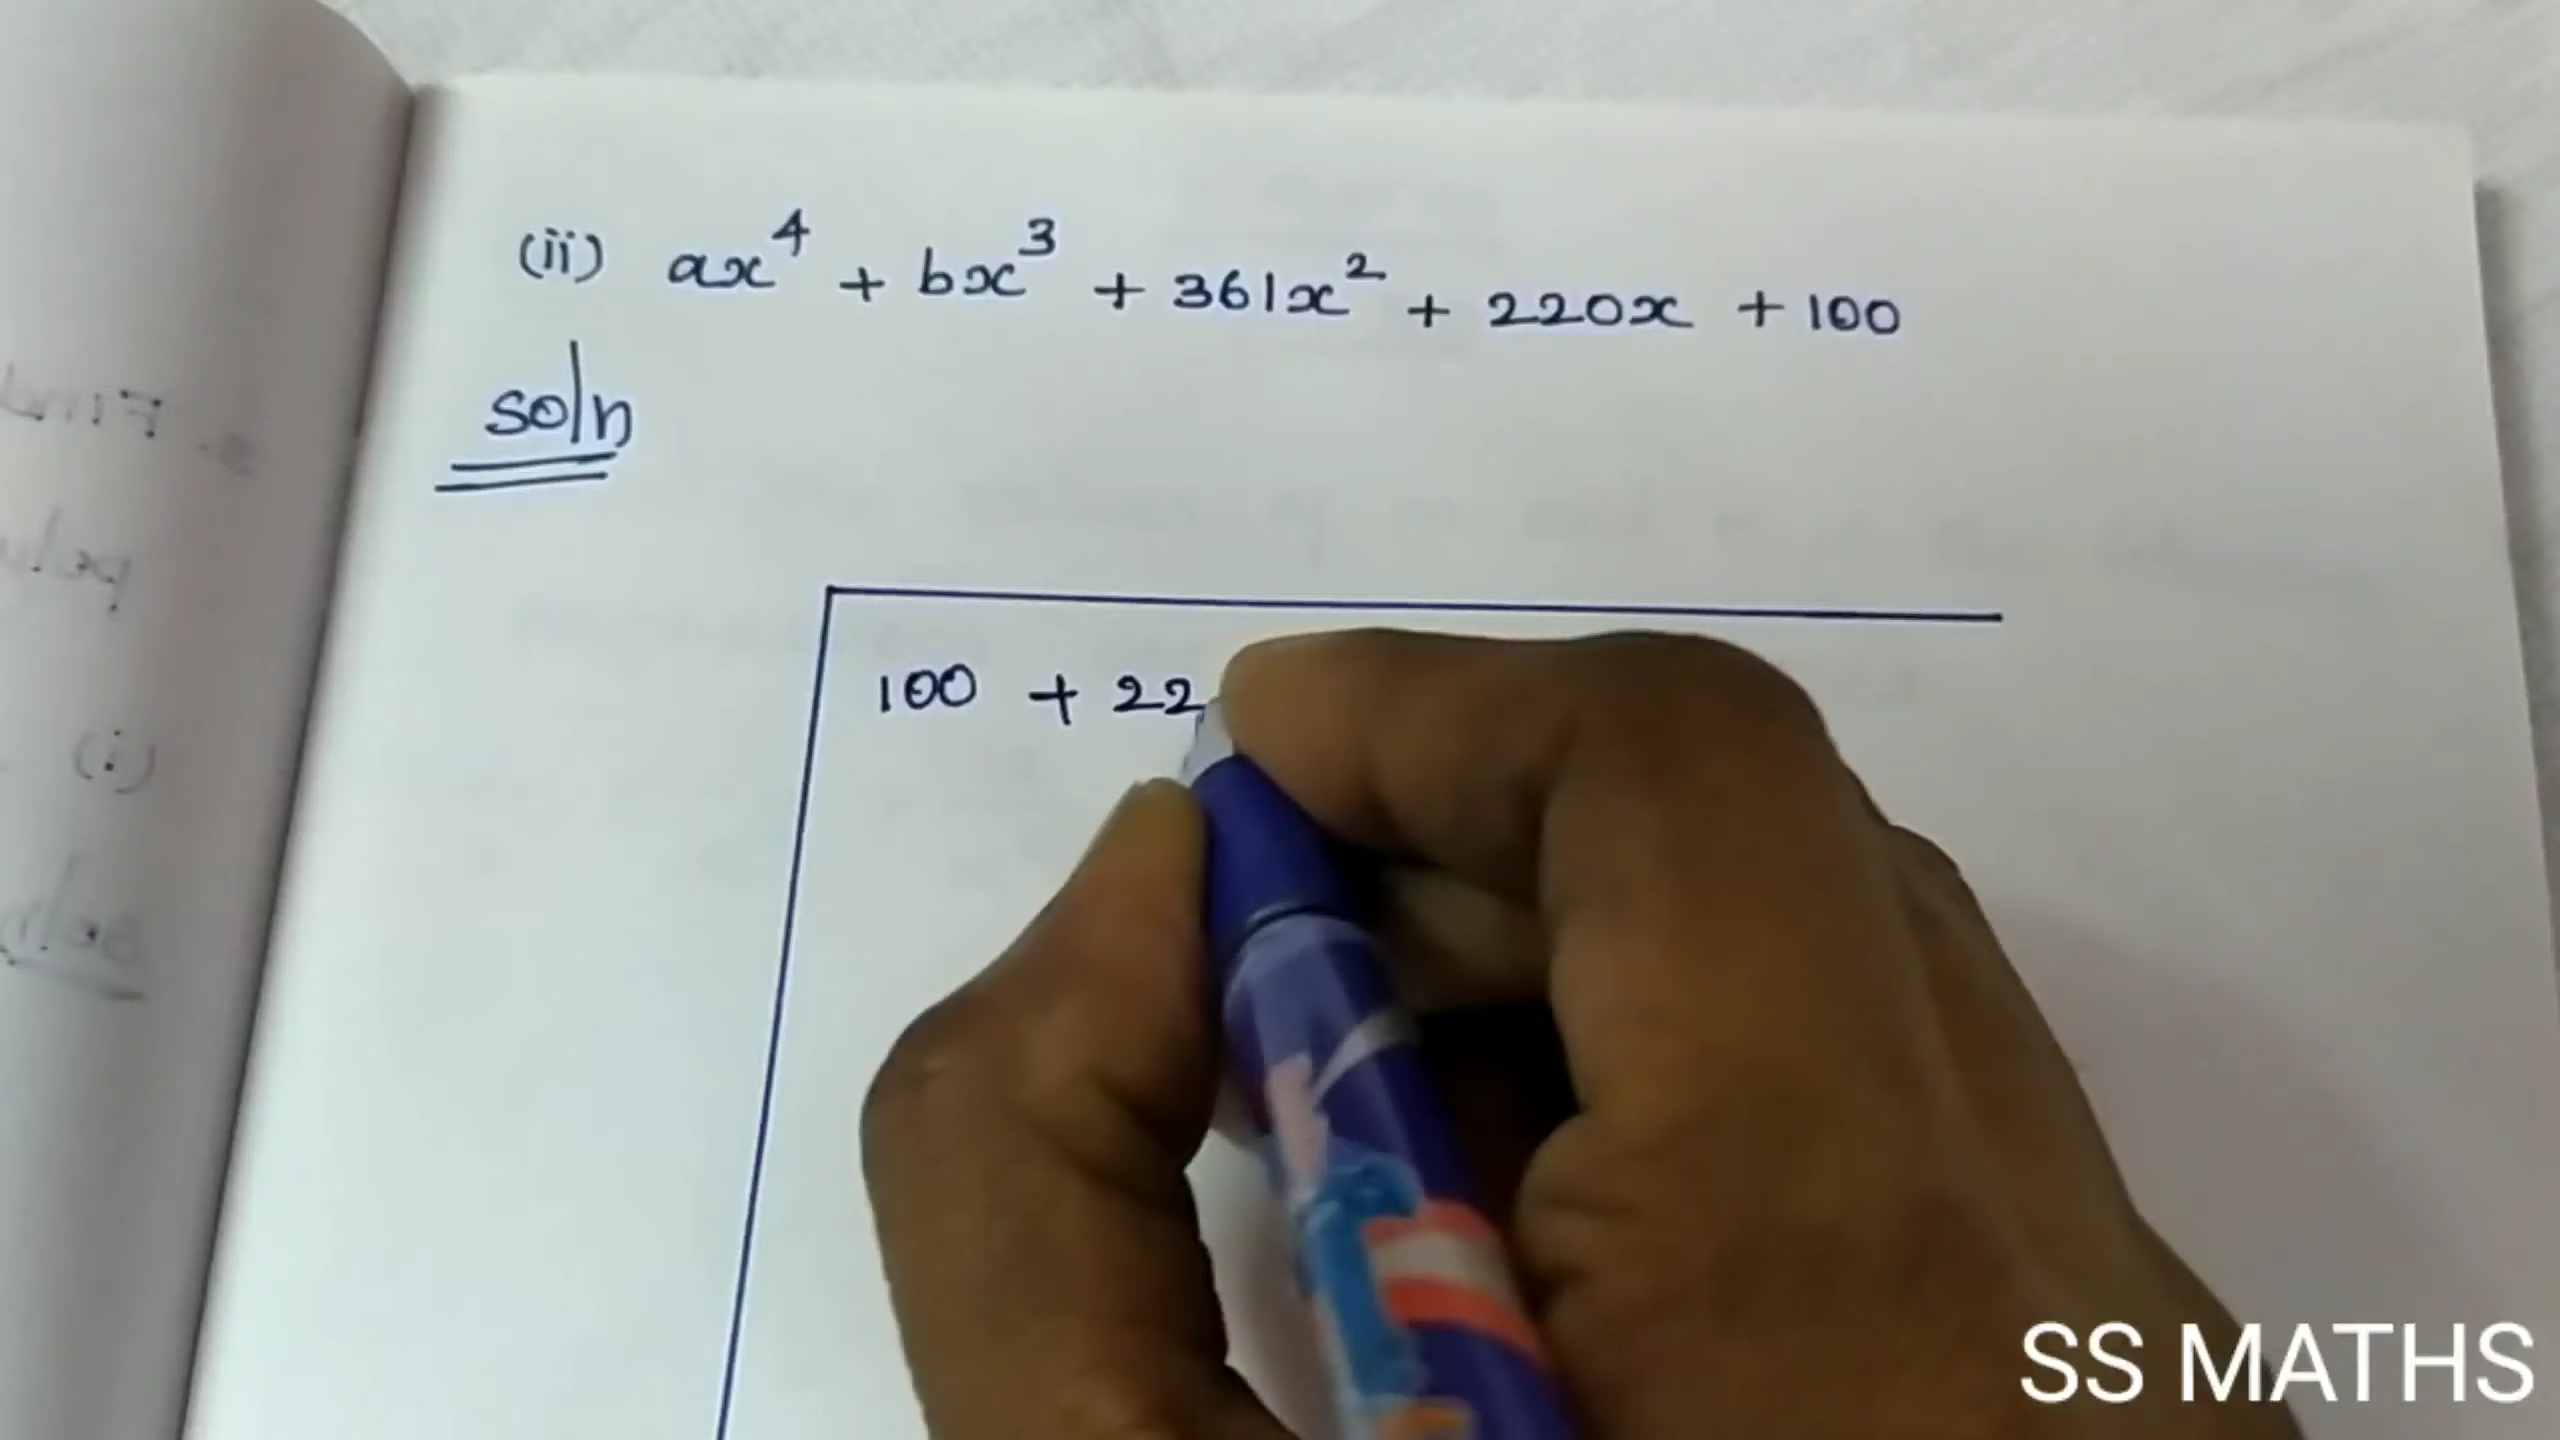 (ii) ax⁴ + bx³ + 361x² + 220x + 100
soln
100 + 22
(i)
SS MATHS